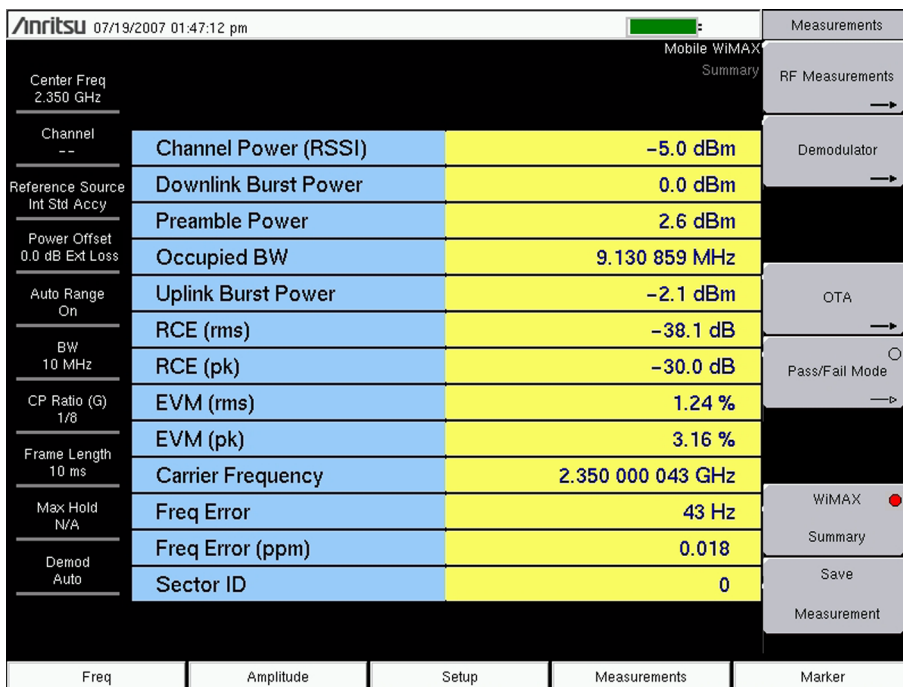 Anritsu 07/19/2007 01:47:12 pm
Mobile WiMAX
Summary
Center Freq
2.350 GHz
Channel
--
Reference Source
Int Std Accy
Power Offset
0.0 dB Ext Loss
Auto Range
On
BW
10 MHz
CP Ratio (G)
1/8
Frame Length
10 ms
Max Hold
N/A
Demod
Auto
Channel Power (RSSI) -5.0 dBm
Downlink Burst Power 0.0 dBm
Preamble Power 2.6 dBm
Occupied BW 9.130 859 MHz
Uplink Burst Power -2.1 dBm
RCE (rms) -38.1 dB
RCE (pk) -30.0 dB
EVM (rms) 1.24 %
EVM (pk) 3.16 %
Carrier Frequency 2.350 000 043 GHz
Freq Error 43 Hz
Freq Error (ppm) 0.018
Sector ID 0
Measurements
RF Measurements
Demodulator
OTA
Pass/Fail Mode
WiMAX
Summary
Save
Measurement
Freq Amplitude Setup Measurements Marker